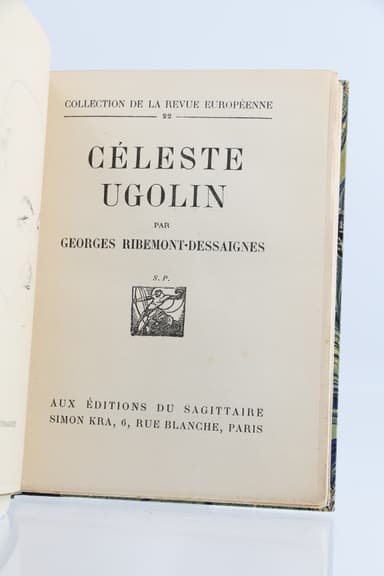 COLLECTION DE LA REVUE EUROPÉENNE
22
CÉLESTE
UGOLIN
PAR
GEORGES RIBEMONT-DESSAIGNES
S. P.
AUX ÉDITIONS DU SAGITTAIRE
SIMON KRA, 6, RUE BLANCHE, PARIS